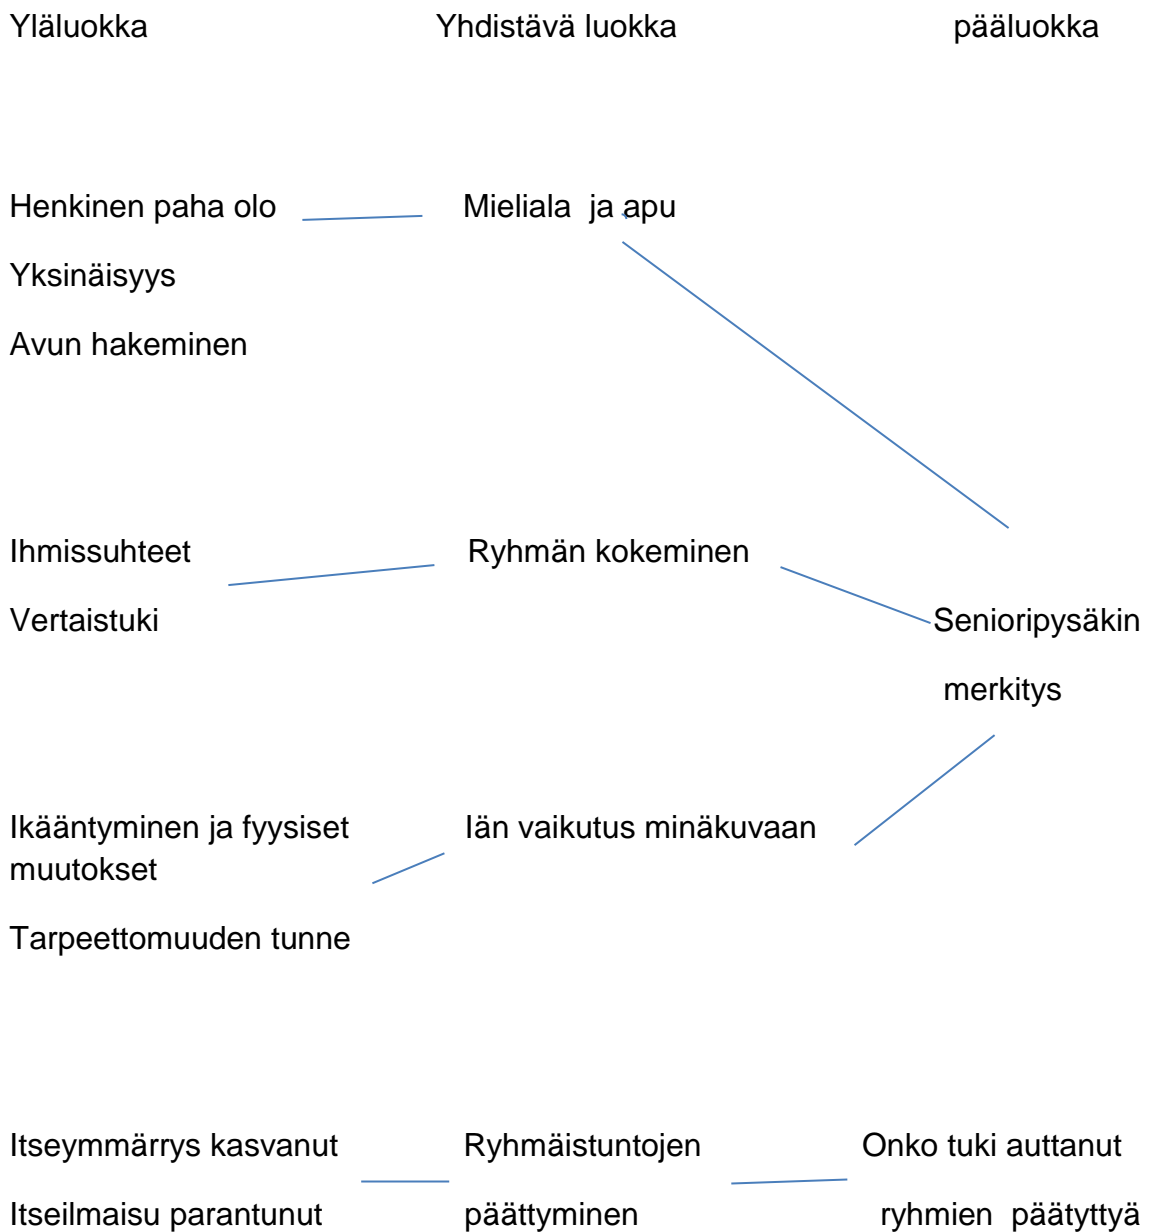 Yläluokka Yhdistävä luokka pääluokka
Henkinen paha olo Mieliala ja apu
Yksinäisyys
Avun hakeminen
Ihmissuhteet Ryhmän kokeminen
Vertaistuki Senioripysäkin
merkitys
Ikääntyminen ja fyysiset Iän vaikutus minäkuvaan
muutokset
Tarpeettomuuden tunne
Itseymmärrys kasvanut Ryhmäistuntojen Onko tuki auttanut
Itseilmaisu parantunut päättyminen ryhmien päätyttyä